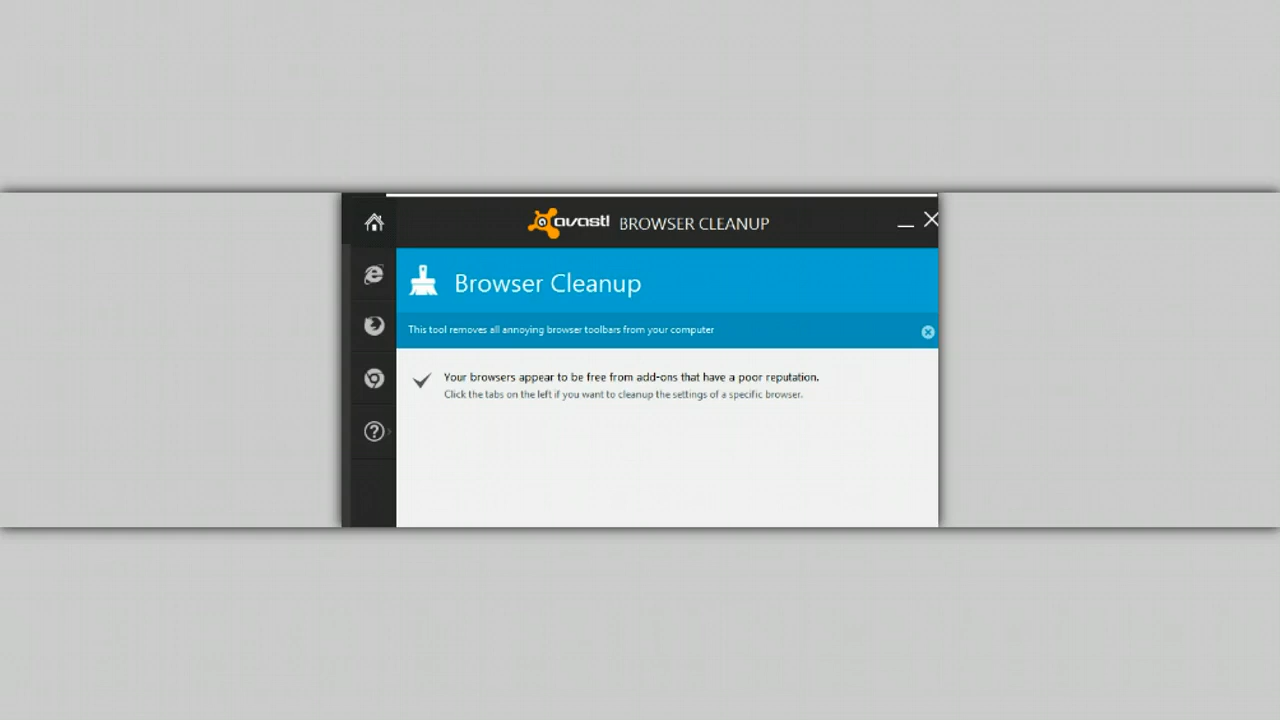 avast! BROWSER CLEANUP
Browser Cleanup
This tool removes all annoying browser toolbars from your computer
Your browsers appear to be free from add-ons that have a poor reputation.
Click the tabs on the left if you want to cleanup the settings of a specific browser.